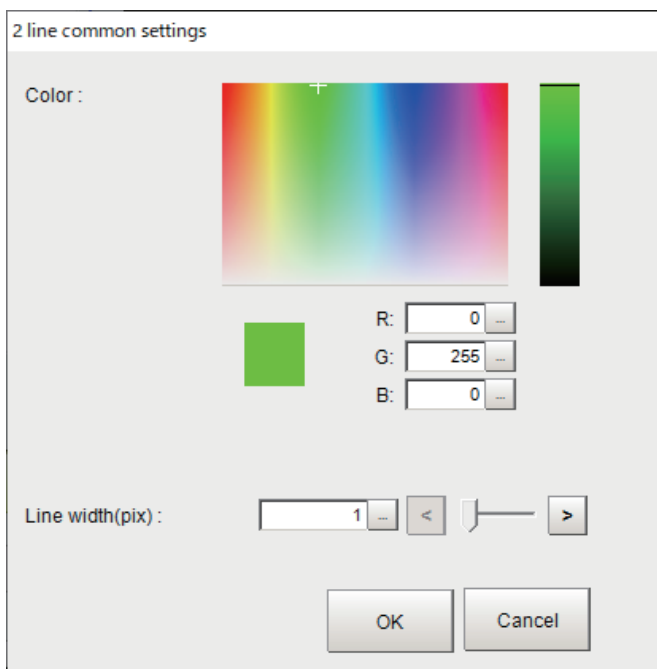 2 line common settings
Color :
R: 0 ...
G: 255 ...
B: 0 ...
Line width(pix) : 1 ... < >
OK Cancel